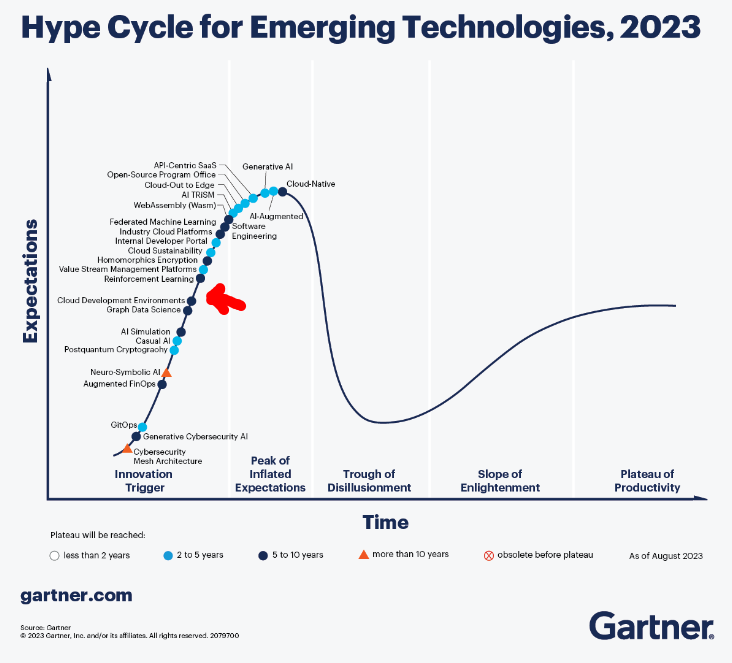 Hype Cycle for Emerging Technologies, 2023
Expectations
API-Centric SaaS
Generative AI
Open-Source Program Office
Cloud-Out to Edge
Cloud-Native
AI TRiSM
WebAssembly (Wasm)
AI-Augmented
Software
Engineering
Federated Machine Learning
Industry Cloud Platforms
Internal Developer Portal
Cloud Sustainability
Homomorphics Encryption
Value Stream Management Platforms
Reinforcement Learning
Cloud Development Environments
Graph Data Science
AI Simulation
Casual AI
Postquantum Cryptograohy
Neuro-Symbolic AI
Augmented FinOps
GitOps
Generative Cybersecurity AI
Cybersecurity
Mesh Architecture
Innovation
Trigger
Peak of
Inflated
Expectations
Trough of
Disillusionment
Slope of
Enlightenment
Plateau of
Productivity
Time
Plateau will be reached:
less than 2 years
2 to 5 years
5 to 10 years
more than 10 years
obsolete before plateau
As of August 2023
gartner.com
Source: Gartner
© 2023 Gartner, Inc. and/or its affiliates. All rights reserved. 2079700
Gartner®